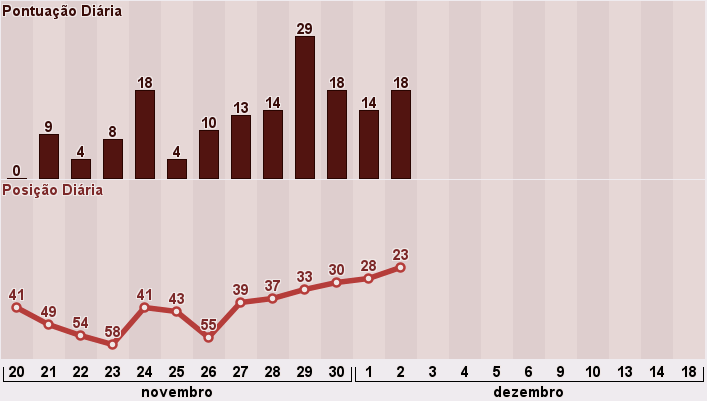 Pontuação Diária
0 9 4 8 18 4 10 13 14 29 18 14 18
Posição Diária
41 49 54 58 41 43 55 39 37 33 30 28 23
20 21 22 23 24 25 26 27 28 29 30 1 2 3 4 5 6 9 10 13 14 18
novembro dezembro